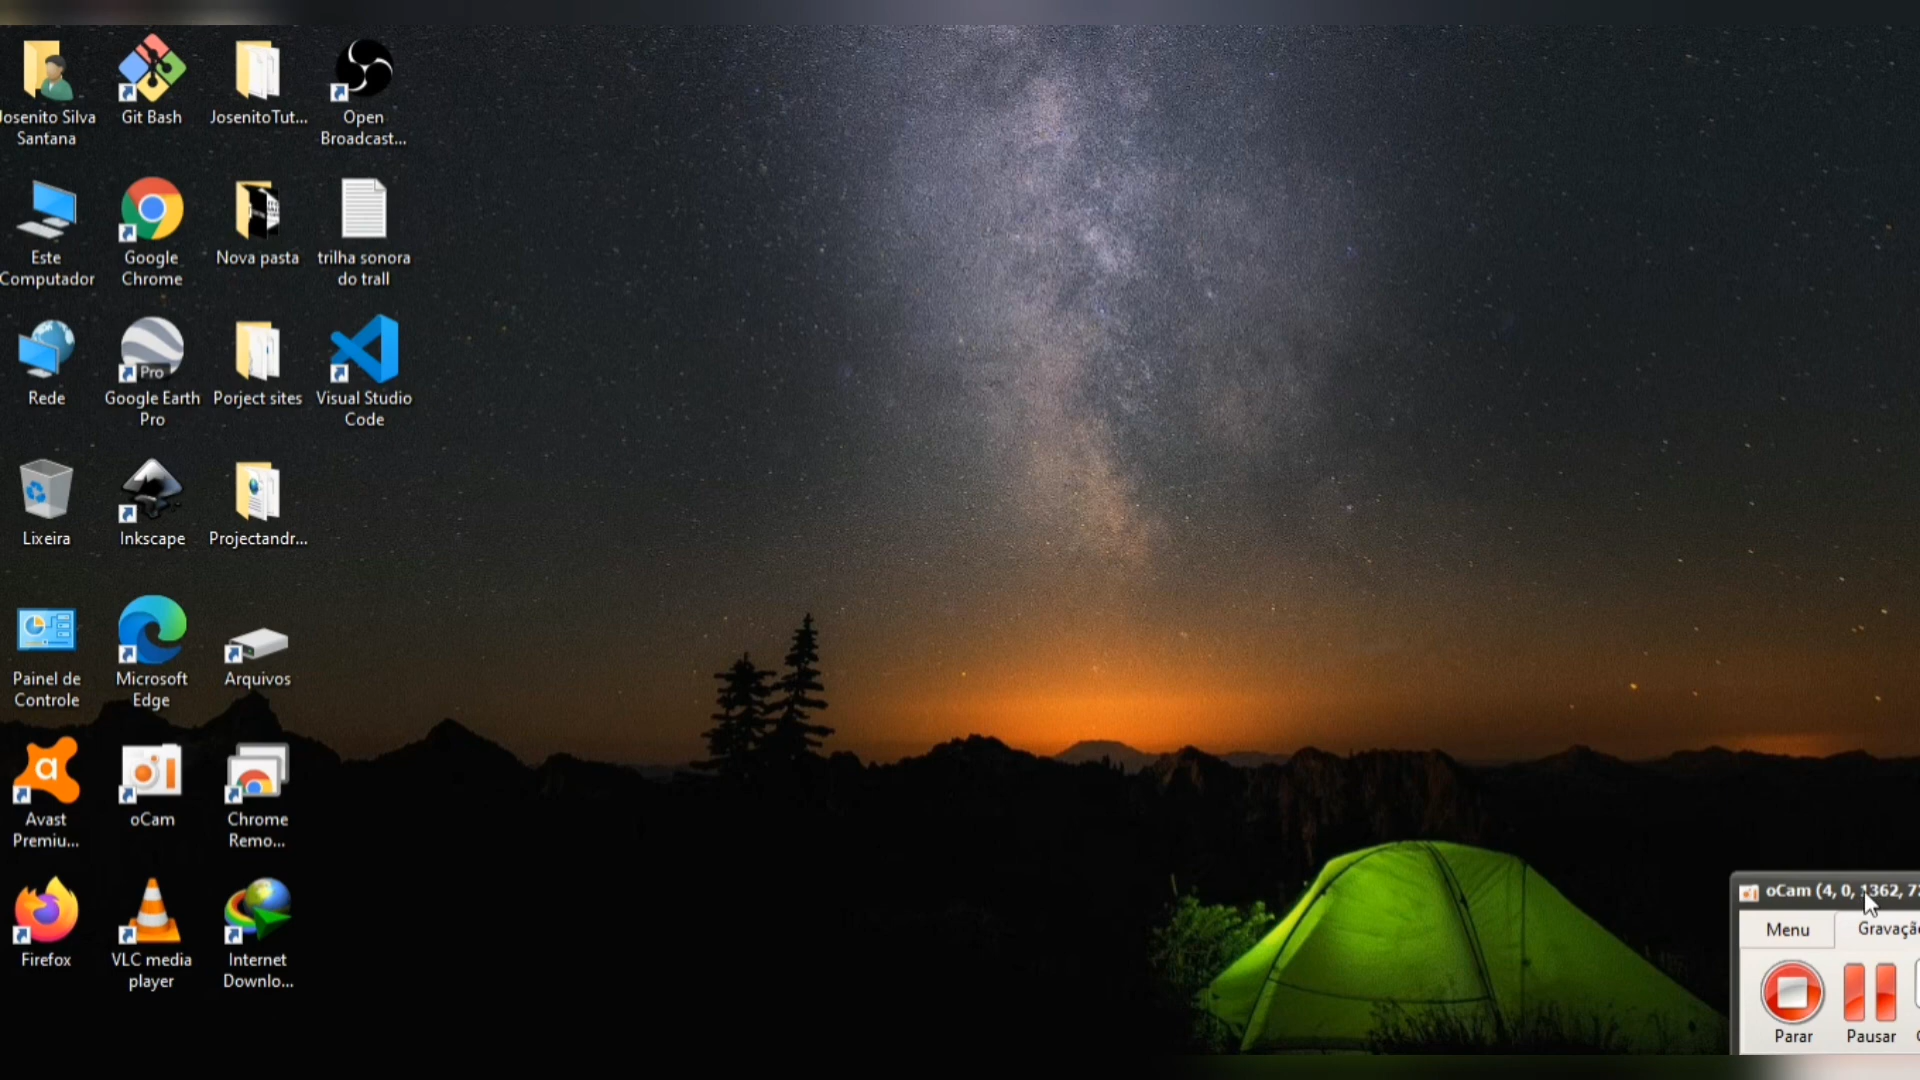 Josenito Silva
Santana
Git Bash
JosenitoTut...
Open
Broadcast...
Este
Computador
Google
Chrome
Nova pasta
trilha sonora
do trall
Rede
Pro
Google Earth
Pro
Porject sites
Visual Studio
Code
Lixeira
Inkscape
Projectandr...
Painel de
Controle
Microsoft
Edge
Arquivos
Avast
Premiu...
oCam
Chrome
Remo...
Firefox
VLC media
player
Internet
Downlo...
oCam (4, 0, 1362, 7
Menu
Gravaçã
Parar
Pausar